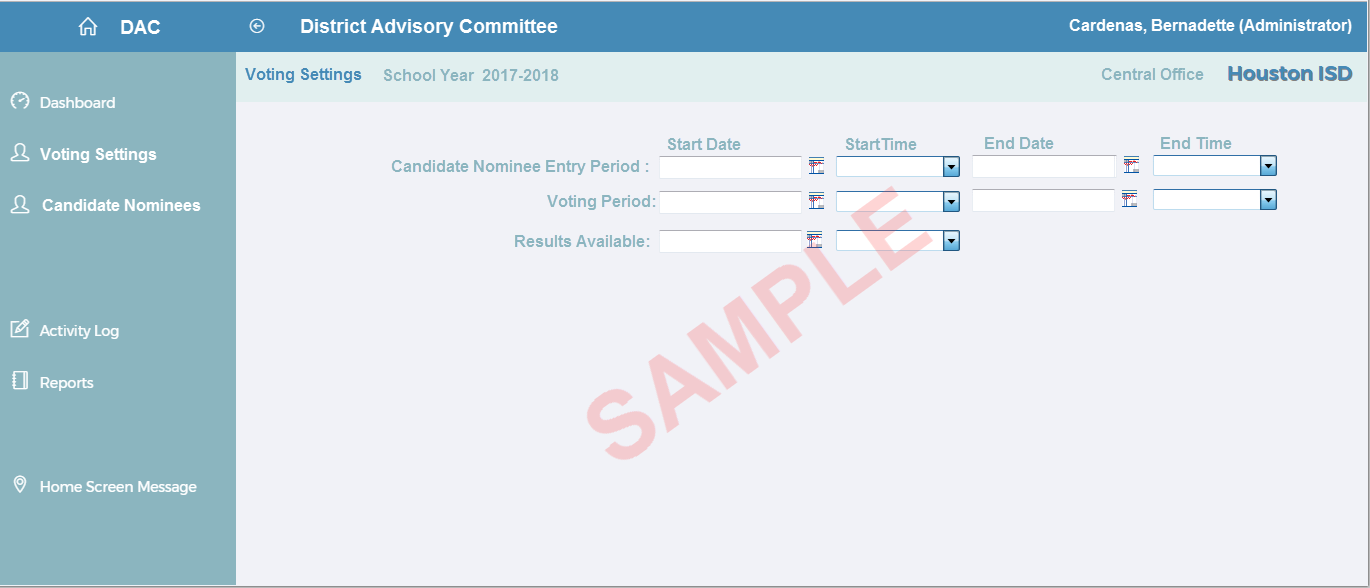 DAC
District Advisory Committee
Cardenas, Bernadette (Administrator)
Voting Settings
School Year 2017-2018
Central Office
Houston ISD
Dashboard
Voting Settings
Candidate Nominees
Activity Log
Reports
Home Screen Message
Start Date
StartTime
End Date
End Time
Candidate Nominee Entry Period :
Voting Period:
Results Available:
SAMPLE